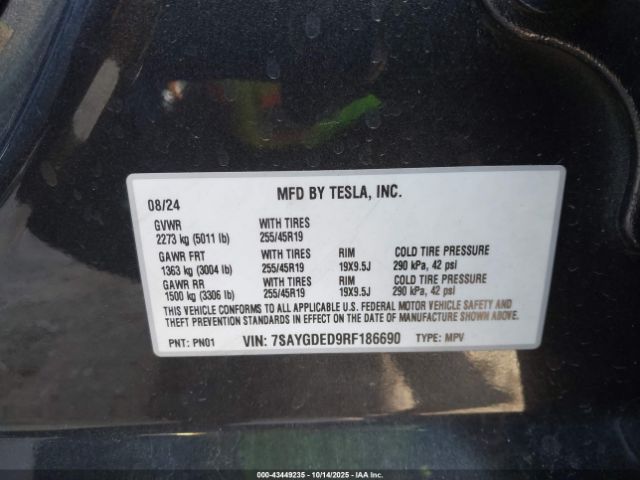 08/24 MFD BY TESLA, INC.
GVWR WITH TIRES
2273 kg (5011 lb) 255/45R19
GAWR FRT WITH TIRES RIM COLD TIRE PRESSURE
1363 kg (3004 lb) 255/45R19 19X9.5J 290 kPa, 42 psi
GAWR RR WITH TIRES RIM COLD TIRE PRESSURE
1500 kg (3306 lb) 255/45R19 19X9.5J 290 kPa, 42 psi
THIS VEHICLE CONFORMS TO ALL APPLICABLE U.S. FEDERAL MOTOR VEHICLE SAFETY AND
THEFT PREVENTION STANDARDS IN EFFECT ON THE DATE OF MANUFACTURE SHOWN ABOVE.
PNT: PN01 VIN: 7SAYGDED9RF186690 TYPE: MPV
000-43449235 - 10/14/2025 - IAA Inc.